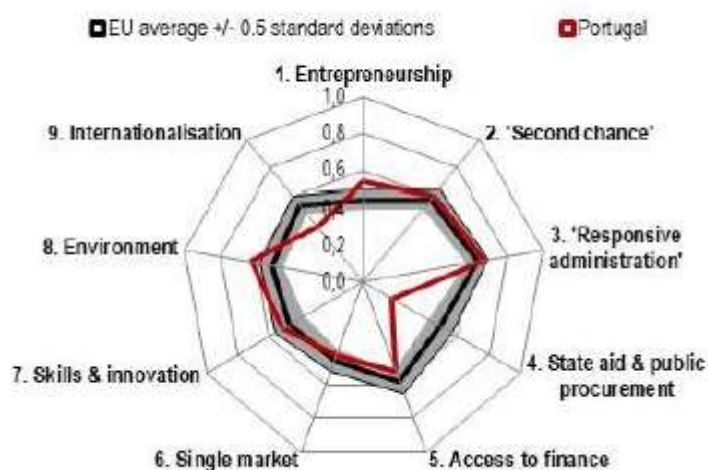 EU average +/- 0.5 standard deviations Portugal
1. Entrepreneurship
1,0
9. Internationalisation
0,8
2. 'Second chance'
0,6
8. Environment
3. 'Responsive
administration'
0,2
0,0
7. Skills & innovation
4. State aid & public
procurement
6. Single market
5. Access to finance